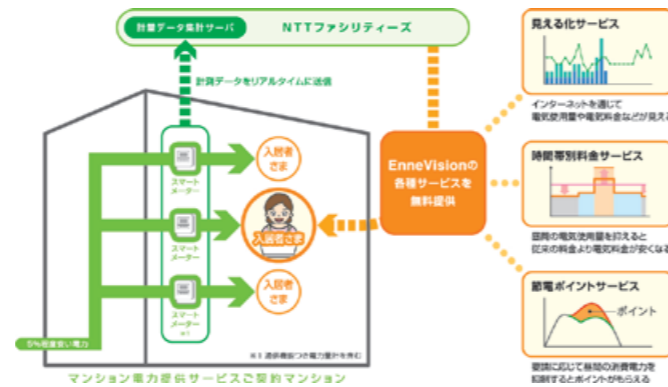 計量データ集計サーバ
NTTファシリティーズ
計測データをリアルタイムに送信
スマート
メーター
入居者
さま
スマート
メーター
入居者さま
スマート
メーター
※1
入居者
さま
5%程度安い電力
※1 通信機能つき電力量計を含む
マンション電力提供サービスご契約マンション
EnneVisionの
各種サービスを
無料提供
見える化サービス
インターネットを通じて
電気使用量や電気料金などが見える
時間帯別料金サービス
昼間の電気使用量を抑えると
従来の料金より電気料金が安くなる
節電ポイントサービス
ポイント
要請に応じて昼間の消費電力を
抑制するとポイントがもらえる